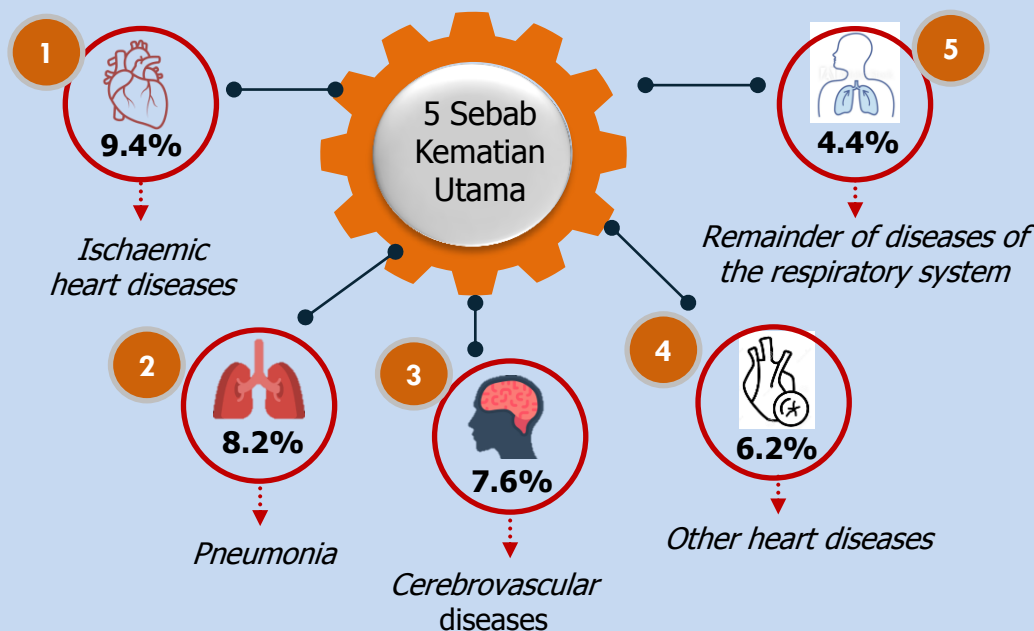 5 Sebab
Kematian
Utama
1
9.4%
Ischaemic
heart diseases
2
8.2%
Pneumonia
3
7.6%
Cerebrovascular
diseases
4
6.2%
Other heart diseases
5
4.4%
Remainder of diseases of
the respiratory system